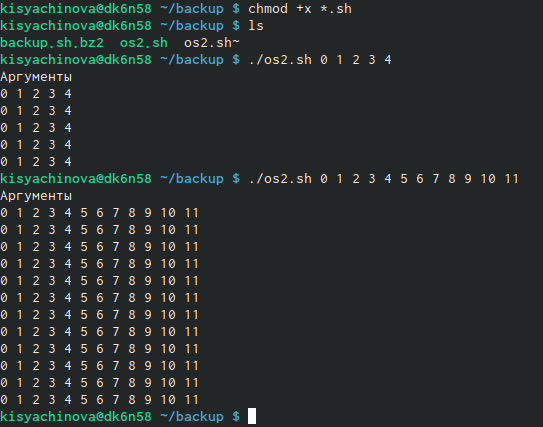 kisyachinova@dk6n58 ~/backup $ chmod +x *.sh
kisyachinova@dk6n58 ~/backup $ ls
backup.sh.bz2  os2.sh  os2.sh~
kisyachinova@dk6n58 ~/backup $ ./os2.sh 0 1 2 3 4
Аргументы
0 1 2 3 4
0 1 2 3 4
0 1 2 3 4
0 1 2 3 4
0 1 2 3 4
kisyachinova@dk6n58 ~/backup $ ./os2.sh 0 1 2 3 4 5 6 7 8 9 10 11
Аргументы
0 1 2 3 4 5 6 7 8 9 10 11
0 1 2 3 4 5 6 7 8 9 10 11
0 1 2 3 4 5 6 7 8 9 10 11
0 1 2 3 4 5 6 7 8 9 10 11
0 1 2 3 4 5 6 7 8 9 10 11
0 1 2 3 4 5 6 7 8 9 10 11
0 1 2 3 4 5 6 7 8 9 10 11
0 1 2 3 4 5 6 7 8 9 10 11
0 1 2 3 4 5 6 7 8 9 10 11
0 1 2 3 4 5 6 7 8 9 10 11
0 1 2 3 4 5 6 7 8 9 10 11
0 1 2 3 4 5 6 7 8 9 10 11
kisyachinova@dk6n58 ~/backup $